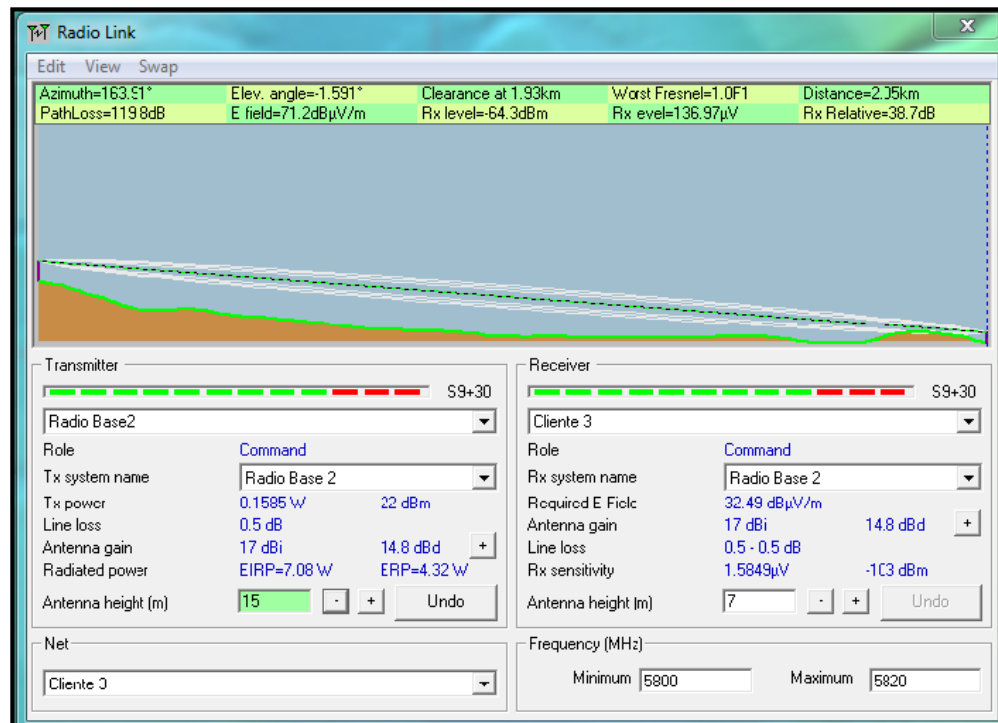 Radio Link
Edit View Swap
Azimuth=163.91° Elev. angle=-1.591° Clearance at 1.93km Worst Fresnel=1.0F1 Distance=2.05km
PathLoss=119.8dB E field=71.2dBµV/m Rx level=-64.3dBm Rx evel=136.97µV Rx Relative=38.7dB
Transmitter
S9+30
Radio Base2
Role Command
Tx system name Radio Base 2
Tx power 0.1585 W 22 dBm
Line loss 0.5 dB
Antenna gain 17 dBi 14.8 dBd +
Radiated power EIRP=7.08 W ERP=4.32 W
Antenna height (m) 15 - + Undo
Net
Cliente 3
Receiver
S9+30
Cliente 3
Role Command
Rx system name Radio Base 2
Required E Field 32.49 dBµV/m
Antenna gain 17 dBi 14.8 dBd +
Line loss 0.5 - 0.5 dB
Rx sensitivity 1.5849µV -103 dBm
Antenna height (m) 7 - + Undo
Frequency (MHz)
Minimum 5800 Maximum 5820